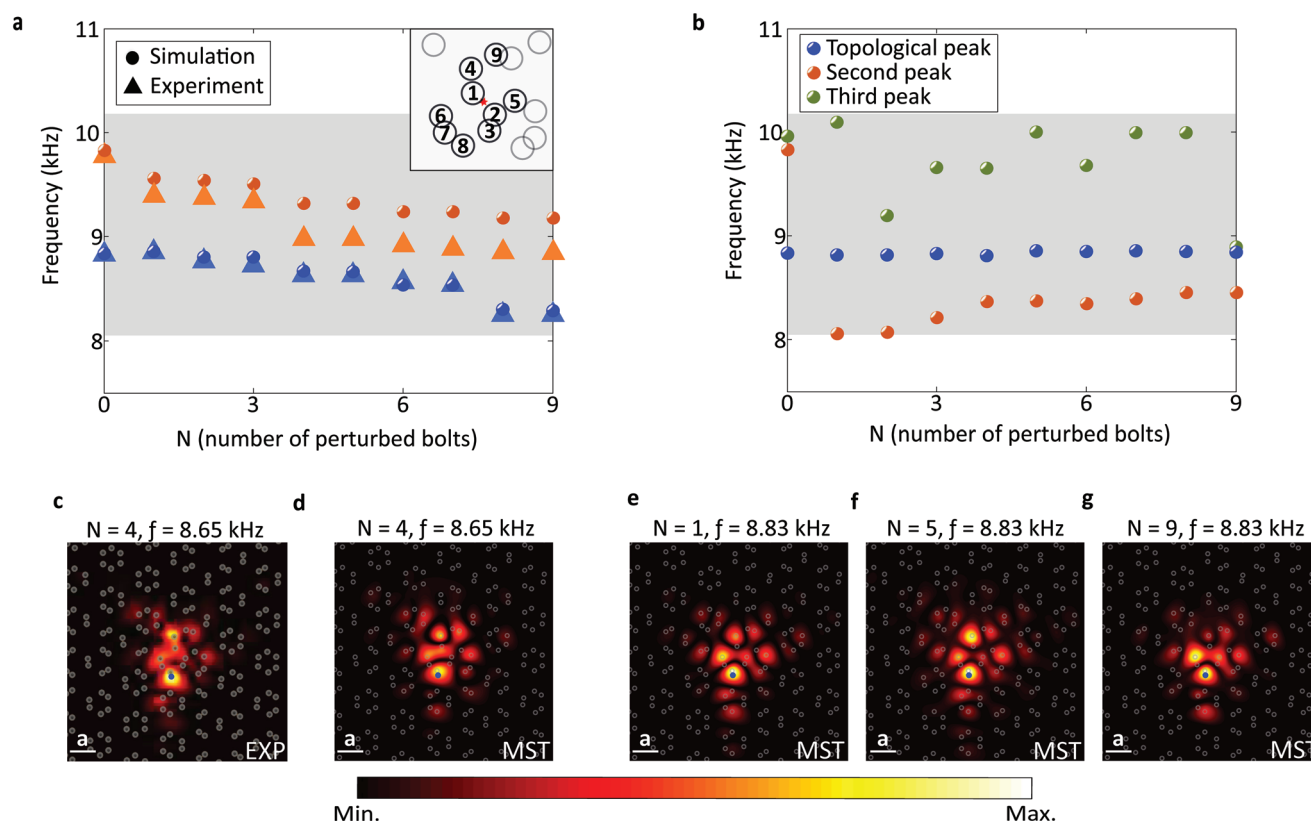 a
11
10
9
8
Frequency (kHz)
Simulation
Experiment
9
4
1
5
6
2
7
3
8
0
3
6
9
N (number of perturbed bolts)
b
11
10
9
8
Frequency (kHz)
Topological peak
Second peak
Third peak
0
3
6
9
N (number of perturbed bolts)
c
N = 4, ƒ = 8.65 kHz
a
EXP
d
N = 4, ƒ = 8.65 kHz
a
MST
e
N = 1, ƒ = 8.83 kHz
a
MST
f
N = 5, ƒ = 8.83 kHz
a
MST
g
N = 9, ƒ = 8.83 kHz
a
MST
Min.
Max.